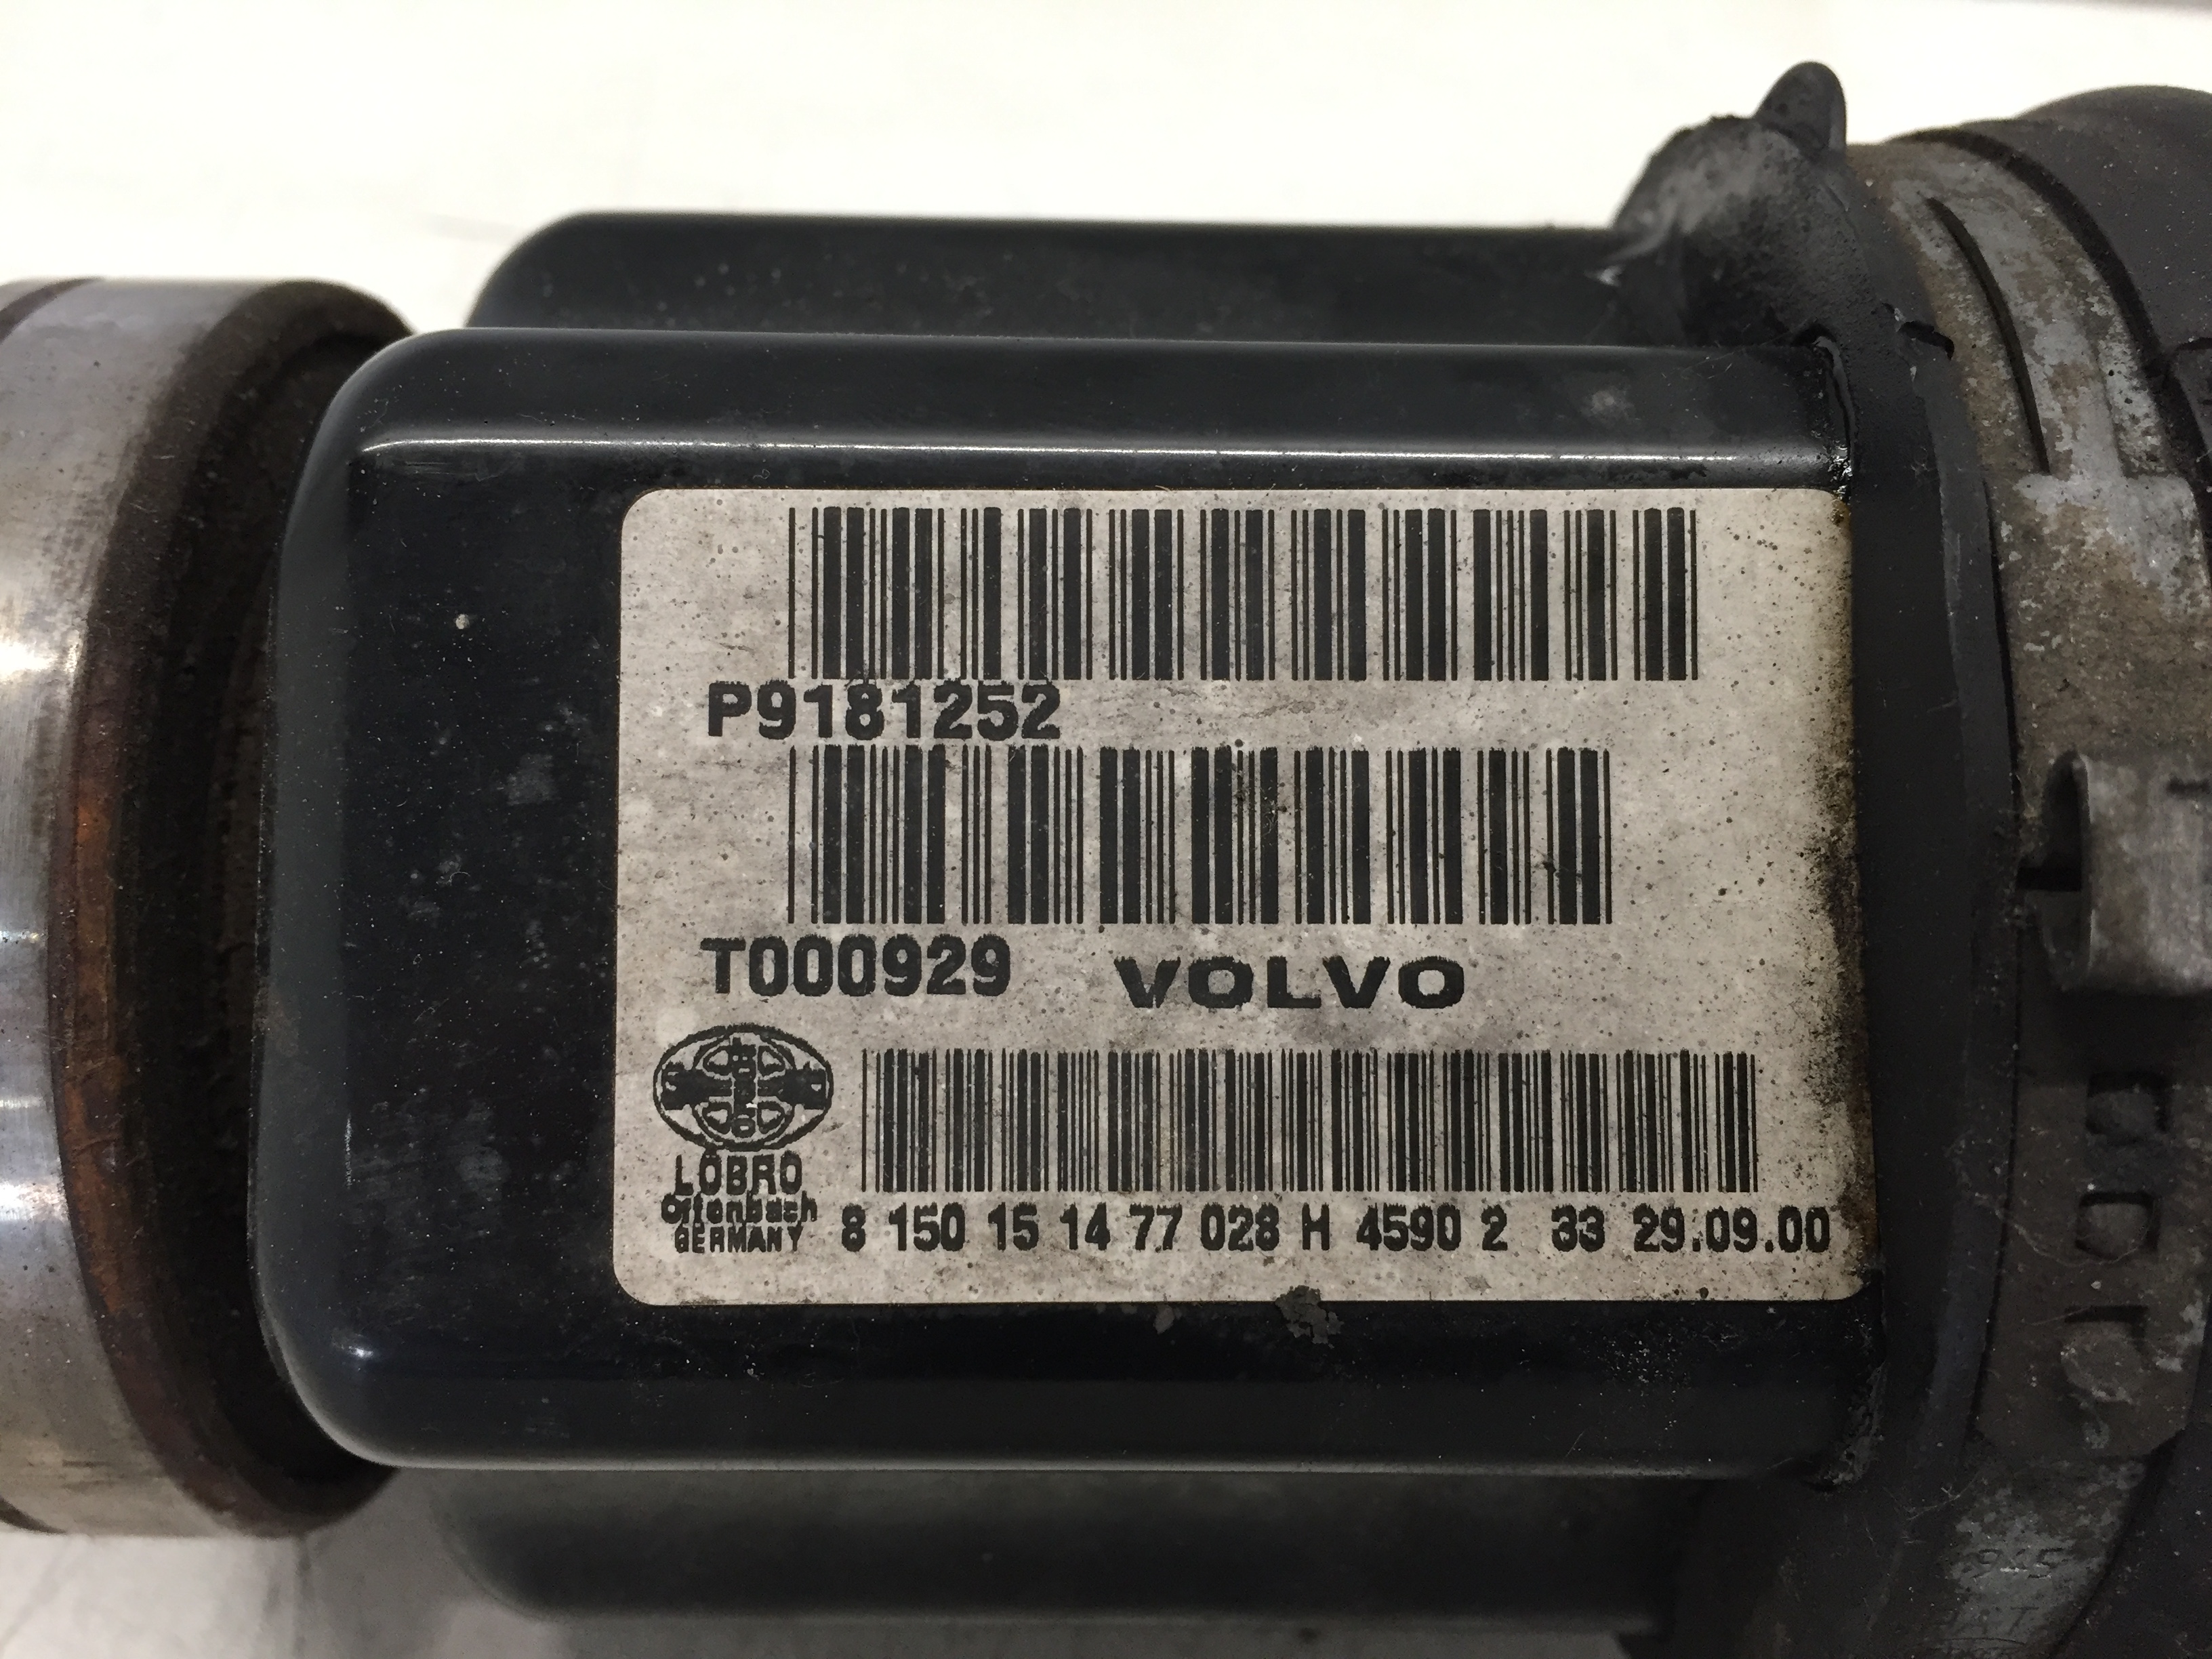 P9181252
T000929 VOLVO
LÖBRO
Offenbach
GERMANY
8 150 15 14 77 028 H 4590 2 33 29.09.00